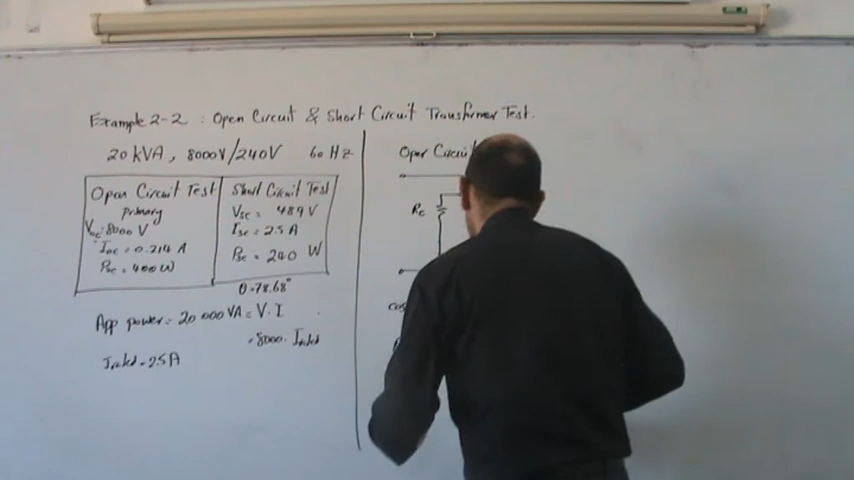 Example 2-2 : Open Circuit & Short Circuit Transformer Test.
20 kVA, 8000V/240V 60 Hz
Open Circuit Test
primary
Voc = 8000 V
Ioc = 0.214 A
Psc = 400 W
Short Circuit Test
Vsc = 489 V
Isc = 2.5 A
Psc = 240 W
θ = 78.68°
App power = 20 000 VA = V. I
= 8000. Irated
Irated = 2.5 A
Open Circuit
Rc
cos